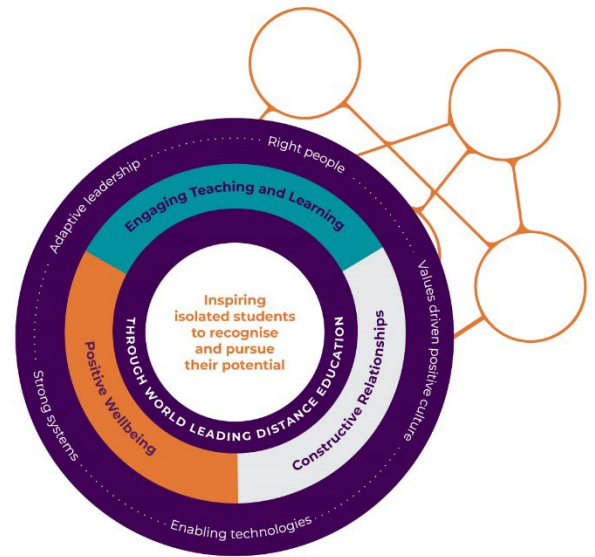 Adaptive leadership
Right people
Values driven positive culture
Enabling technologies
Strong systems
Engaging Teaching and Learning
Constructive Relationships
Positive Wellbeing
THROUGH WORLD LEADING DISTANCE EDUCATION
Inspiring
isolated students
to recognise
and pursue
their potential